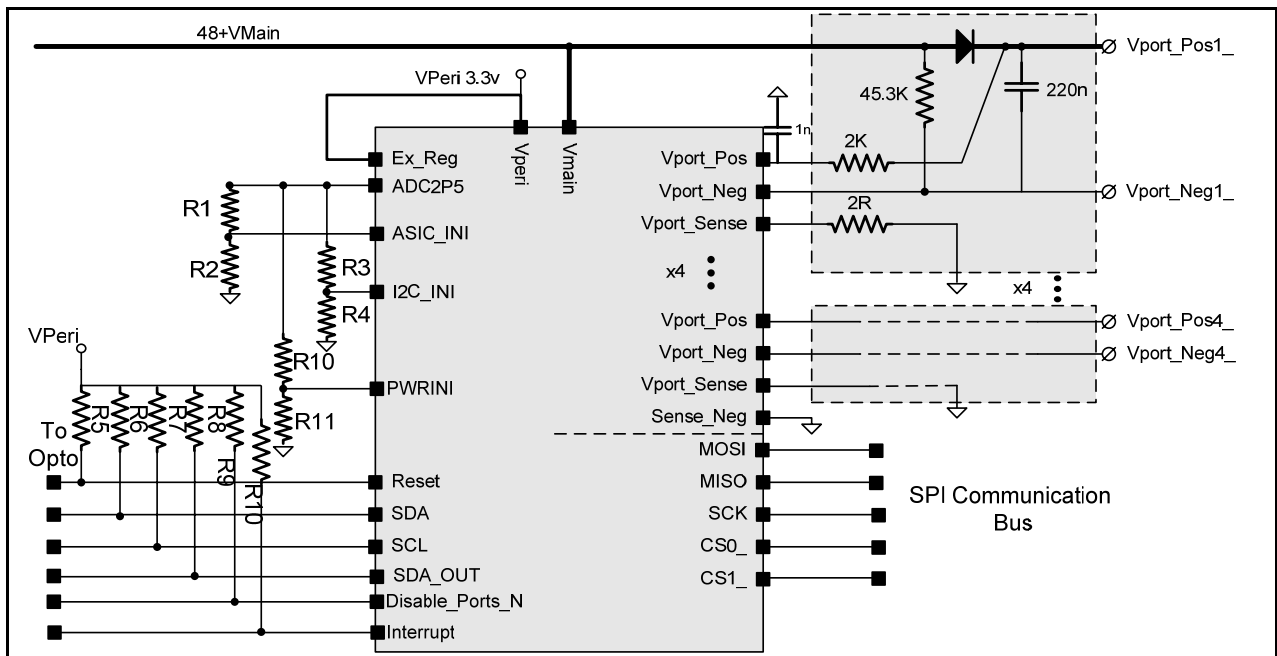 48+VMain
Vport_Pos1_
VPeri 3.3v
45.3K
220n
1n
2K
Ex_Reg
Vperi
Vmain
Vport_Pos
ADC2P5
Vport_Neg
Vport_Neg1_
R1
2R
Vport_Sense
ASIC_INI
R2
R3
x4
x4
I2C_INI
R4
Vport_Pos
Vport_Pos4_
VPeri
Vport_Neg
Vport_Neg4_
R10
PWRINI
Vport_Sense
R5
R6
R7
R8
R11
Sense_Neg
To
Opto
MOSI
R9
R10
Reset
MISO
SPI Communication
Bus
SDA
SCK
SCL
CS0_
SDA_OUT
CS1_
Disable_Ports_N
Interrupt